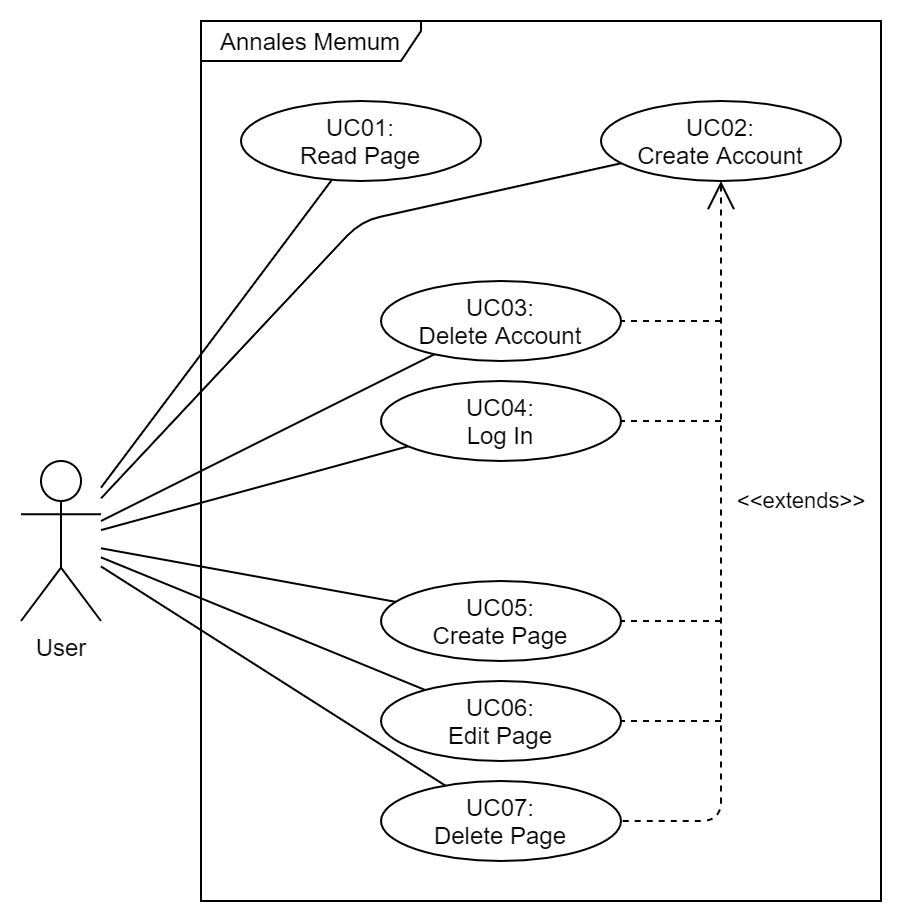 Annales Memum
UC01:
Read Page
UC02:
Create Account
UC03:
Delete Account
UC04:
Log In
<<extends>>
UC05:
Create Page
User
UC06:
Edit Page
UC07:
Delete Page